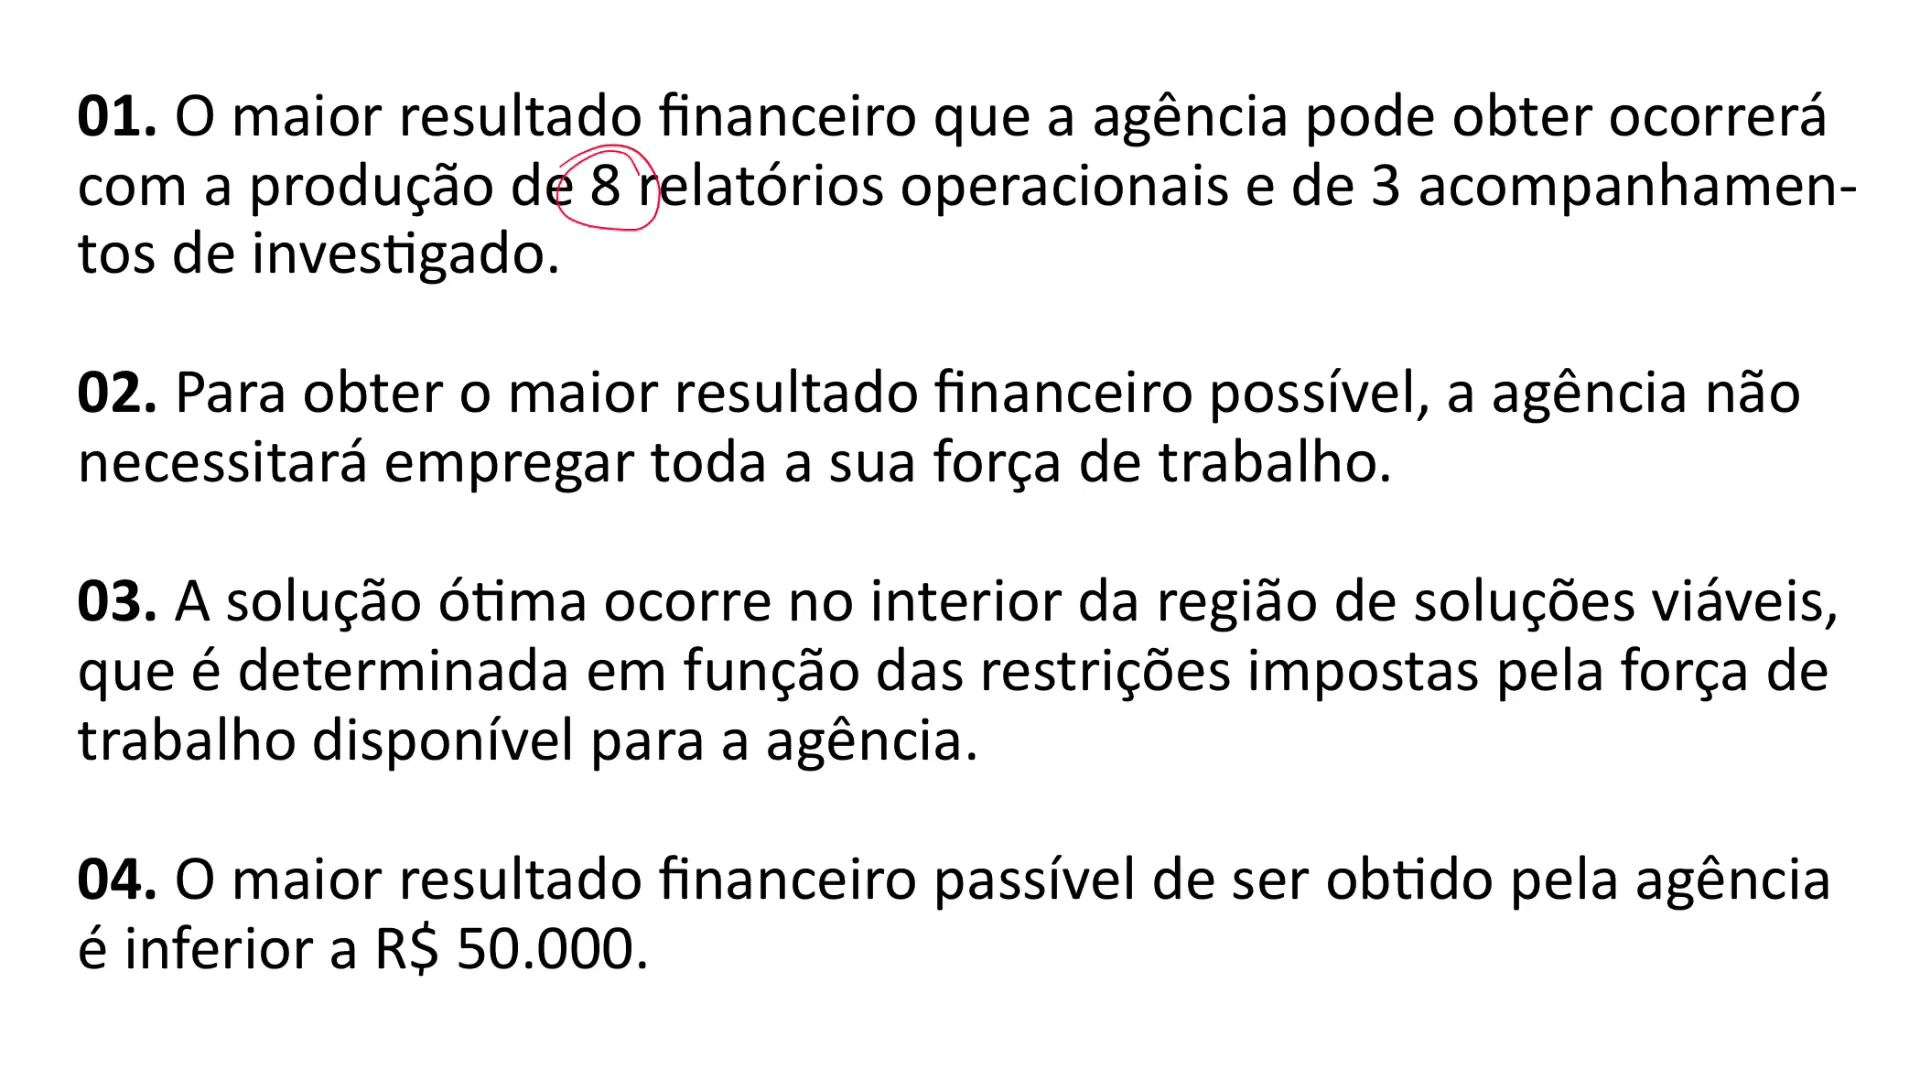 01. O maior resultado financeiro que a agência pode obter ocorrerá
com a produção de 8 relatórios operacionais e de 3 acompanhamen-
tos de investigado.
02. Para obter o maior resultado financeiro possível, a agência não
necessitará empregar toda a sua força de trabalho.
03. A solução ótima ocorre no interior da região de soluções viáveis,
que é determinada em função das restrições impostas pela força de
trabalho disponível para a agência.
04. O maior resultado financeiro passível de ser obtido pela agência
é inferior a R$ 50.000.